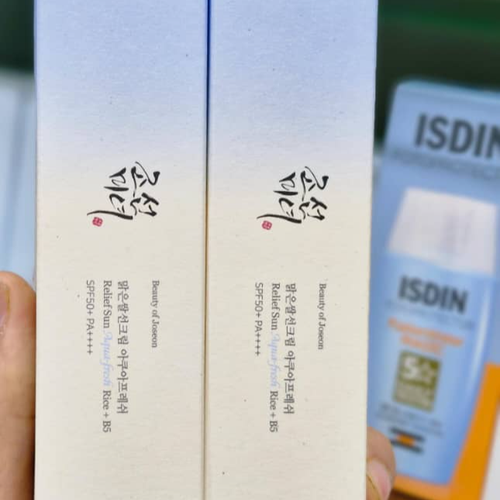 조선
미녀
Beauty of Joseon
맑은쌀선크림 아쿠아프레쉬
Relief Sun Aqua-fresh Rice + B5
SPF50+ PA++++
조선
미녀
Beauty of Joseon
맑은쌀선크림 아쿠아프레쉬
Relief Sun Aqua-fresh Rice + B5
SPF50+ PA++++
ISDIN
ISDIN